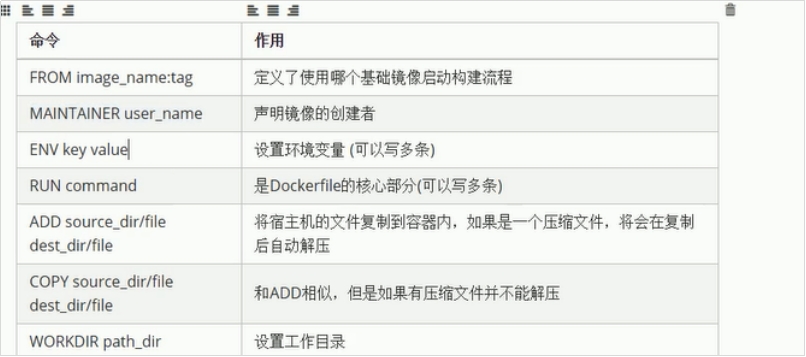 命令 作用
FROM image_name:tag 定义了使用哪个基础镜像启动构建流程
MAINTAINER user_name 声明镜像的创建者
ENV key value 设置环境变量 (可以写多条)
RUN command 是Dockerfile的核心部分(可以写多条)
ADD source_dir/file 将宿主机的文件复制到容器内，如果是一个压缩文件，将会在复制
dest_dir/file 后自动解压
COPY source_dir/file
dest_dir/file 和ADD相似，但是如果有压缩文件并不能解压
WORKDIR path_dir 设置工作目录